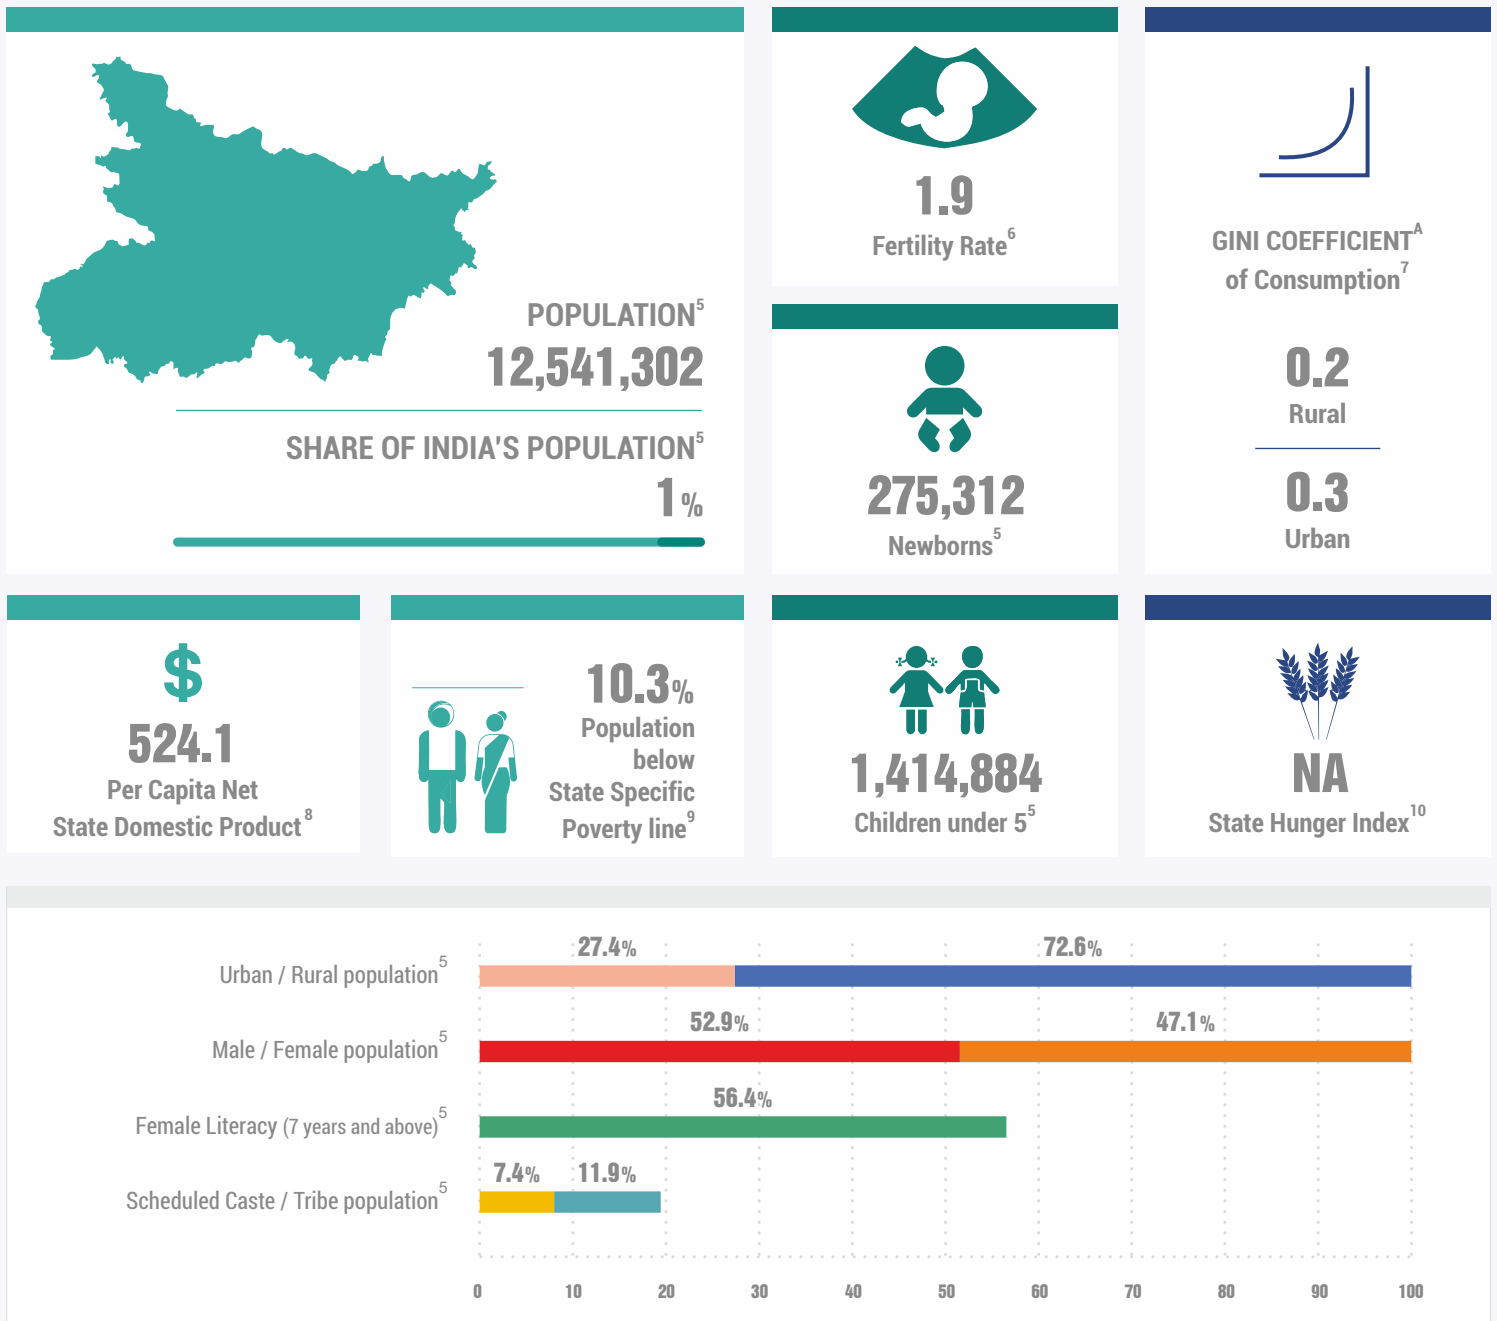 POPULATION5
12,541,302
SHARE OF INDIA'S POPULATION5
1%
1.9
Fertility Rate6
275,312
Newborns5
GINI COEFFICIENTA
of Consumption7
0.2
Rural
0.3
Urban
$
524.1
Per Capita Net
State Domestic Product8
10.3%
Population
below
State Specific
Poverty line9
1,414,884
Children under 55
NA
State Hunger Index10
27.4% 72.6%
Urban / Rural population5
52.9% 47.1%
Male / Female population5
56.4%
Female Literacy (7 years and above)5
7.4% 11.9%
Scheduled Caste / Tribe population5
0 10 20 30 40 50 60 70 80 90 100